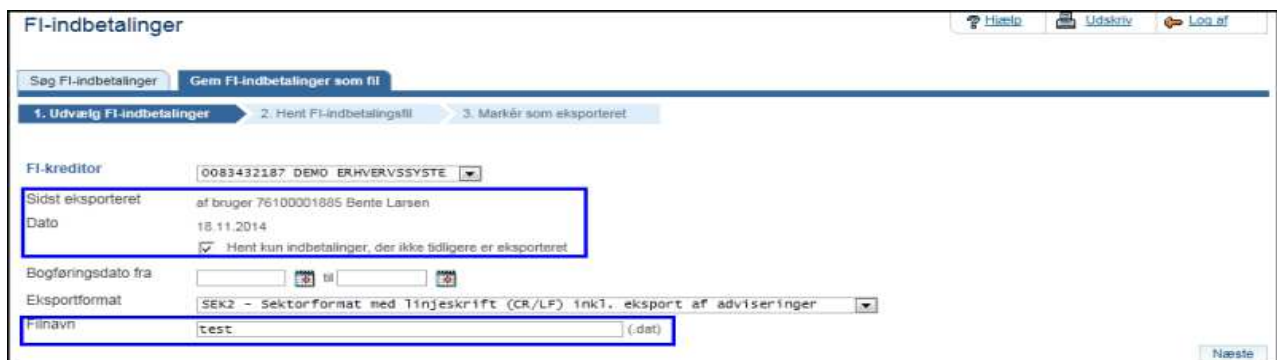 FI-indbetalinger
Hjælp Udskriv Log af
Søg FI-indbetalinger Gem FI-indbetalinger som fil
1. Udvælg FI-indbetalinger 2. Hent FI-indbetalingsfil 3. Markér som eksporteret
FI-kreditor 0083432187 DEMO ERHVERVSSYSTE
Sidst eksporteret af bruger 76100001885 Bente Larsen
Dato 18.11.2014
Hent kun indbetalinger, der ikke tidligere er eksporteret
Bogføringsdato fra til
Eksportformat SEK2 - Sektorformat med linjeskrift (CR/LF) inkl. eksport af adviseringer
Filnavn test (.dat)
Næste